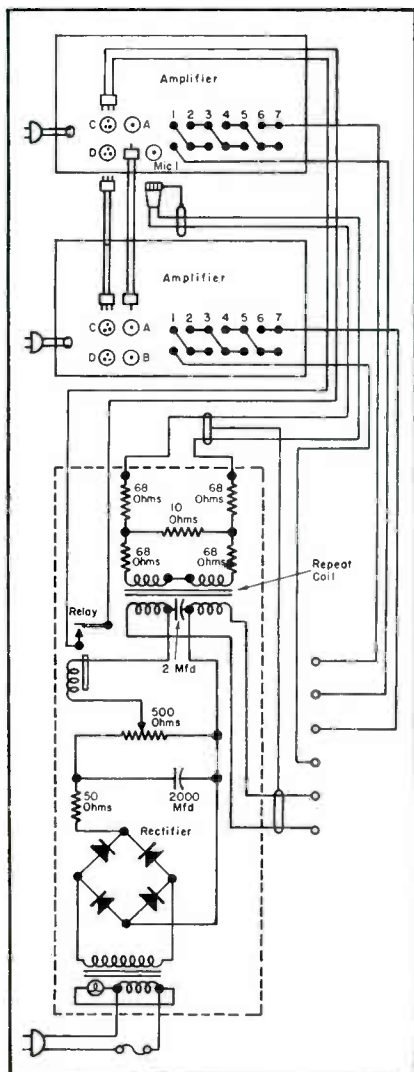 Amplifier
1 2 3 4 5 6 7
C A
D Mic 1
Amplifier
1 2 3 4 5 6 7
C A
D B
68 Ohms
68 Ohms
10 Ohms
68 Ohms
68
Repeat Coil
Relay
2 Mfd
500 Ohms
50 Ohms
2000 Mfd
Rectifier